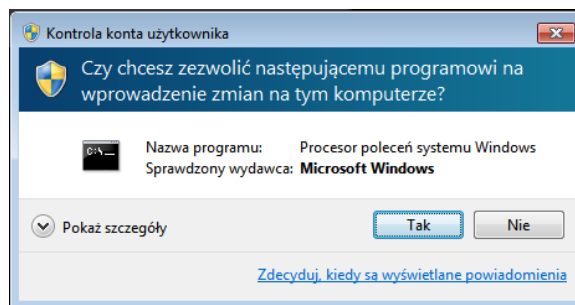 Kontrola konta użytkownika
Czy chcesz zezwolić następującemu programowi na
wprowadzenie zmian na tym komputerze?
C:\_
Nazwa programu: Procesor poleceń systemu Windows
Sprawdzony wydawca: Microsoft Windows
Pokaż szczegóły
Tak
Nie
Zdecyduj, kiedy sa wyświetlane powiadomienia